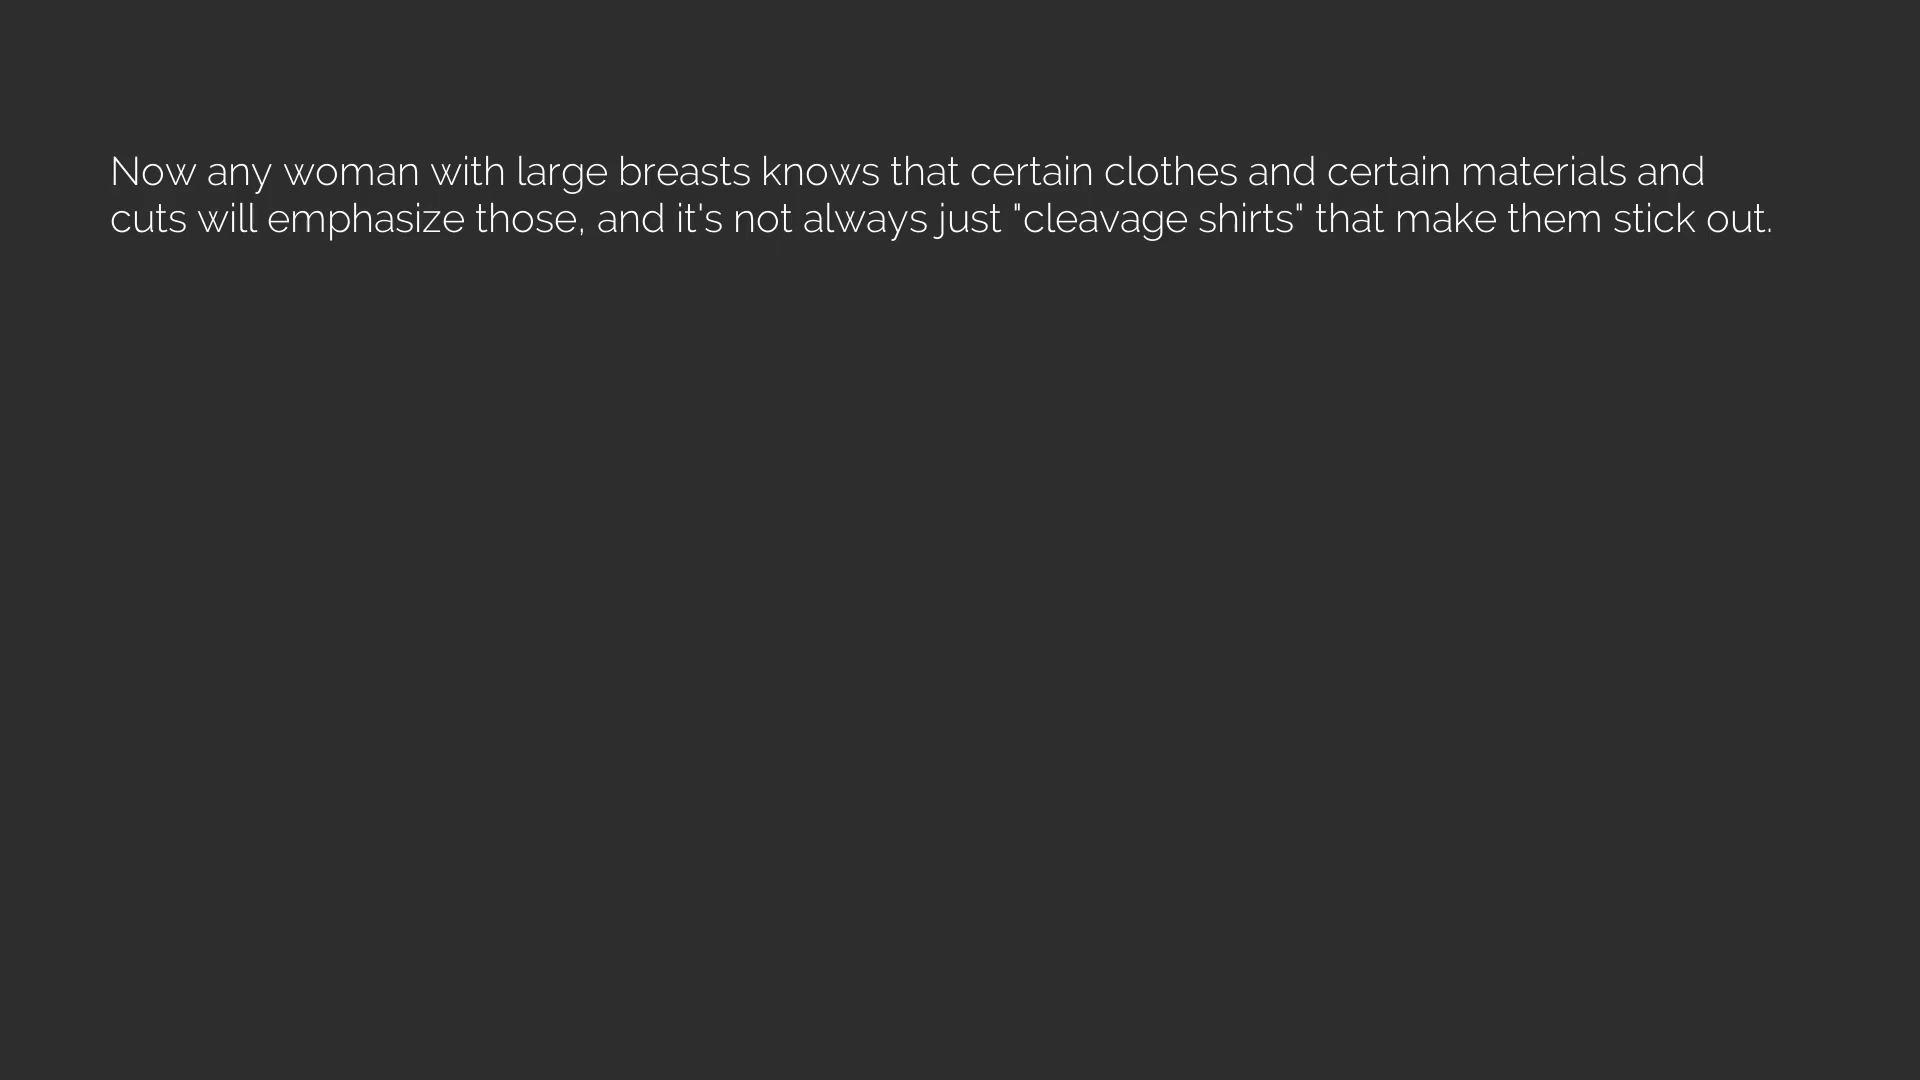 Now any woman with large breasts knows that certain clothes and certain materials and
cuts will emphasize those, and it's not always just "cleavage shirts" that make them stick out.